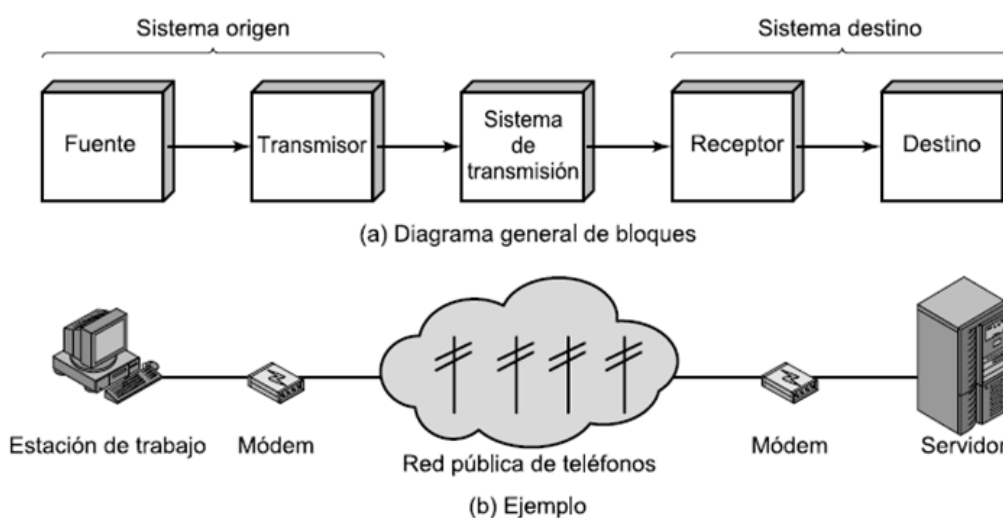 Sistema origen
Sistema destino
Fuente
Transmisor
Sistema
de
transmisión
Receptor
Destino
(a) Diagrama general de bloques
Estación de trabajo
Módem
Red pública de teléfonos
Módem
Servidor
(b) Ejemplo